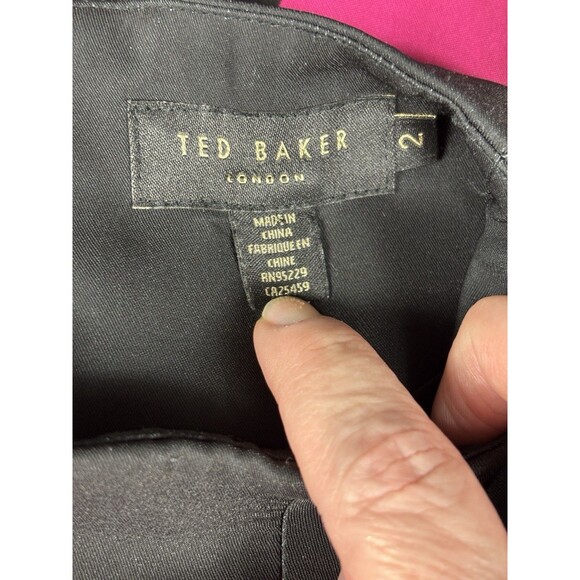 TED BAKER
LONDON
2
MADE IN
CHINA
FABRIQUE EN
CHINE
RN95229
CA25459